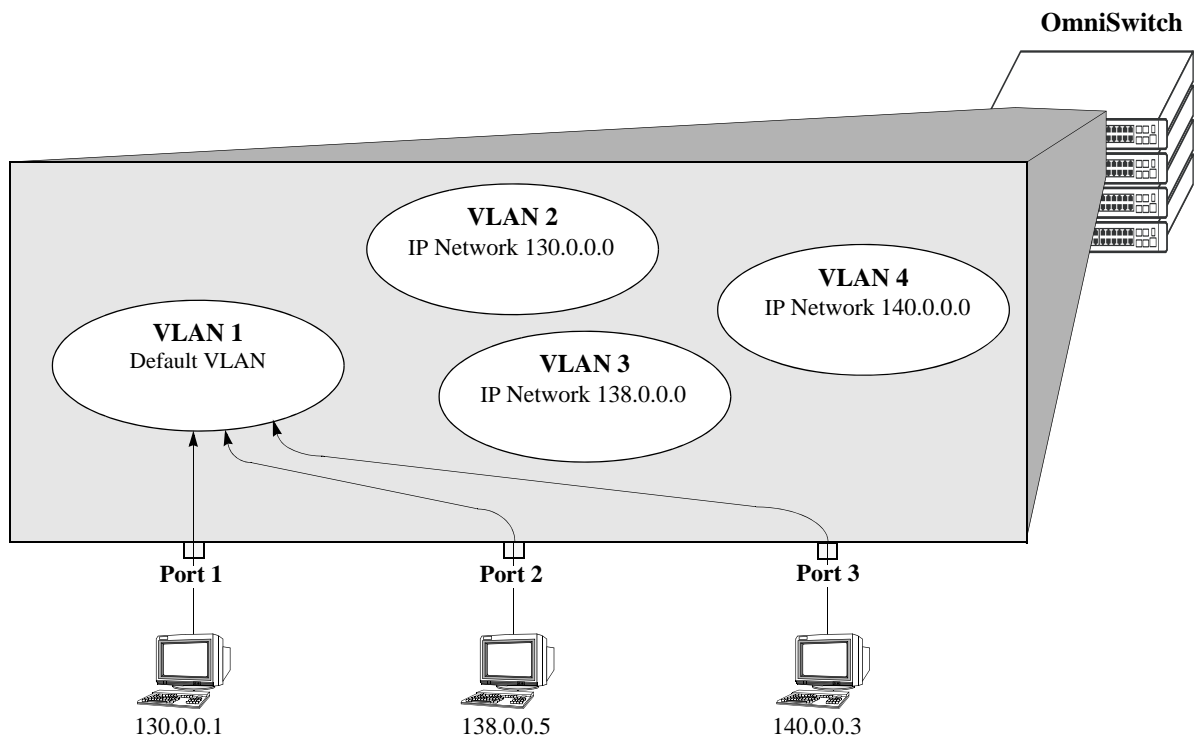 OmniSwitch
VLAN 2
IP Network 130.0.0.0
VLAN 4
IP Network 140.0.0.0
VLAN 1
Default VLAN
VLAN 3
IP Network 138.0.0.0
Port 1
Port 2
Port 3
130.0.0.1
138.0.0.5
140.0.0.3